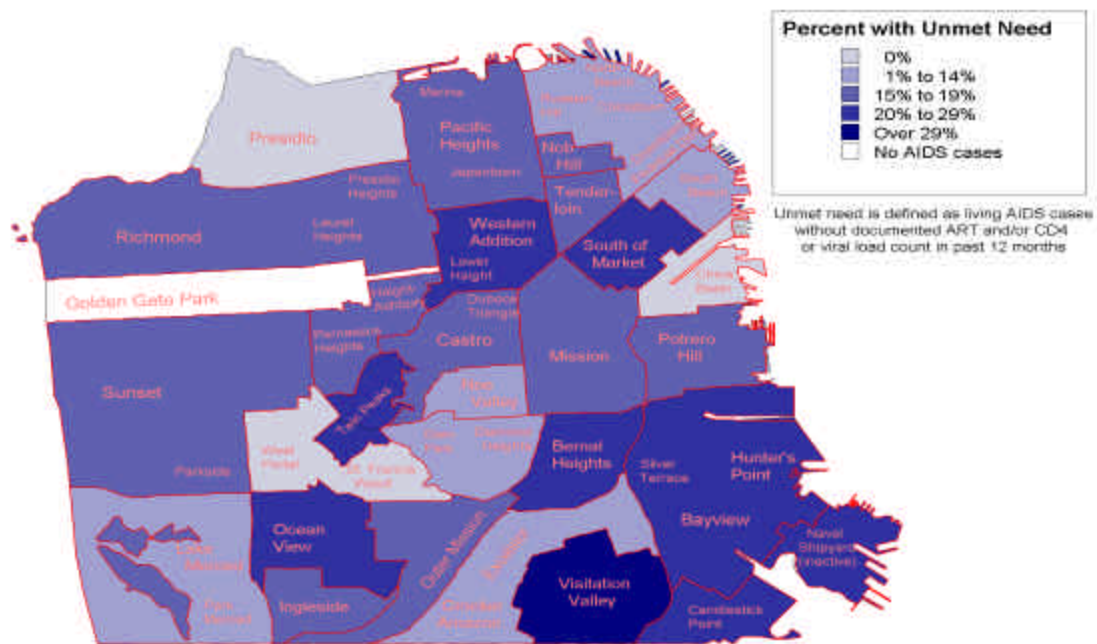 Percent with Unmet Need
0%
1% to 14%
15% to 19%
20% to 29%
Over 29%
No AIDS cases
Unmet need is defined as living AIDS cases
without documented ART and/or CD4
or viral load count in past 12 months
Marina
Presidio
Pacific
Heights
Japantown
Nob
Hill
Tender-
loin
Presidio
Heights
Laurel
Heights
Richmond
Western
Addition
Lower
Haight
South of
Market
South
Beach
China
Basin
Golden Gate Park
Haight
Ashbury
Duboce
Triangle
Castro
Mission
Potrero
Hill
Sunset
Twin Peaks
Noe
Valley
West
Portal
St. Francis
Wood
Glen
Park
Diamond
Heights
Bernal
Heights
Silver
Terrace
Hunter's
Point
Parkside
Ocean
View
Outer Mission
Bayview
Naval
Shipyard
(inactive)
Lake
Merced
Ingleside
Excelsior
Crocker
Amazon
Visitation
Valley
Candlestick
Point